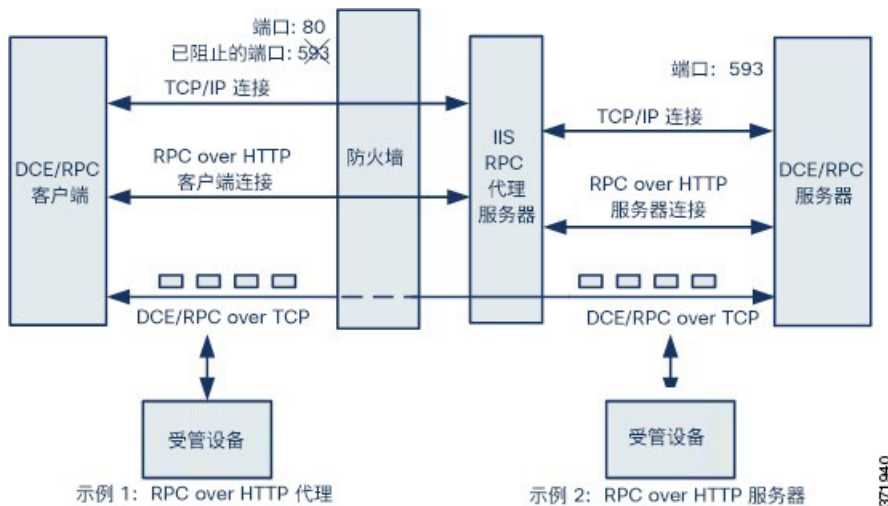 端口: 80
已阻止的端口: 593
端口: 593
TCP/IP 连接
TCP/IP 连接
DCE/RPC
客户端
RPC over HTTP
客户端连接
防火墙
IIS
RPC
代理
服务器
RPC over HTTP
服务器连接
DCE/RPC
服务器
DCE/RPC over TCP
DCE/RPC over TCP
受管设备
受管设备
示例 1: RPC over HTTP 代理
示例 2: RPC over HTTP 服务器
371940